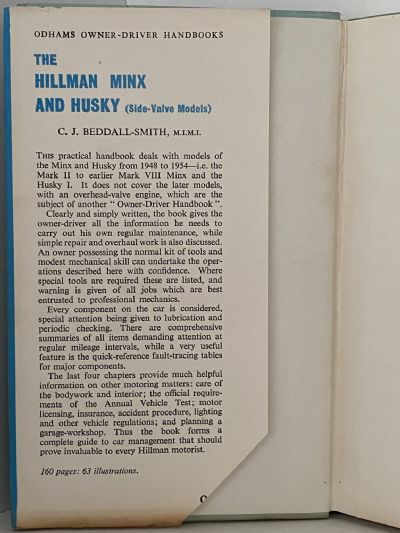 ODHAMS OWNER-DRIVER HANDBOOKS
THE
HILLMAN MINX
AND HUSKY (Side-Valve Models)
C. J. BEDDALL-SMITH, M.I.M.I.
THIS practical handbook deals with models of
the Minx and Husky from 1948 to 1954—i.e. the
Mark II to earlier Mark VIII Minx and the
Husky I. It does not cover the later models,
with an overhead-valve engine, which are the
subject of another "Owner-Driver Handbook".
Clearly and simply written, the book gives the
owner-driver all the information he needs to
carry out his own regular maintenance, while
simple repair and overhaul work is also discussed.
An owner possessing the normal kit of tools and
modest mechanical skill can undertake the oper-
ations described here with confidence. Where
special tools are required these are listed, and
warning is given of all jobs which are best
entrusted to professional mechanics.
Every component on the car is considered,
special attention being given to lubrication and
periodic checking. There are comprehensive
summaries of all items demanding attention at
regular mileage intervals, while a very useful
feature is the quick-reference fault-tracing tables
for major components.
The last four chapters provide much helpful
information on other motoring matters: care of
the bodywork and interior; the official require-
ments of the Annual Vehicle Test; motor
licensing, insurance, accident procedure, lighting
and other vehicle regulations; and planning a
garage-workshop. Thus the book forms a
complete guide to car management that should
prove invaluable to every Hillman motorist.
160 pages: 63 illustrations.